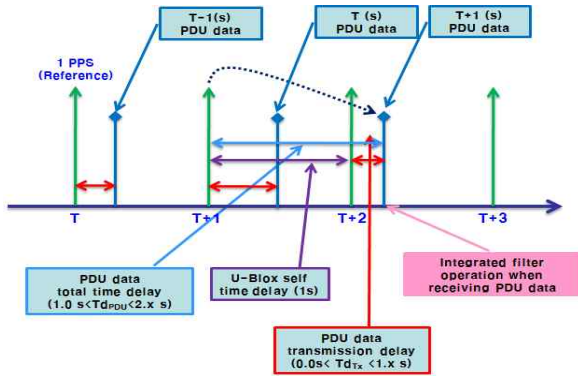 T-1(s)
PDU data
T (s)
PDU data
T+1 (s)
PDU data
1 PPS
(Reference)
T
T+1
T+2
T+3
PDU data
total time delay
(1.0 s<TdPDU<2.x s)
U-Blox self
time delay (1s)
Integrated filter
operation when
receiving PDU data
PDU data
transmission delay
(0.0s< TdTx <1.x s)